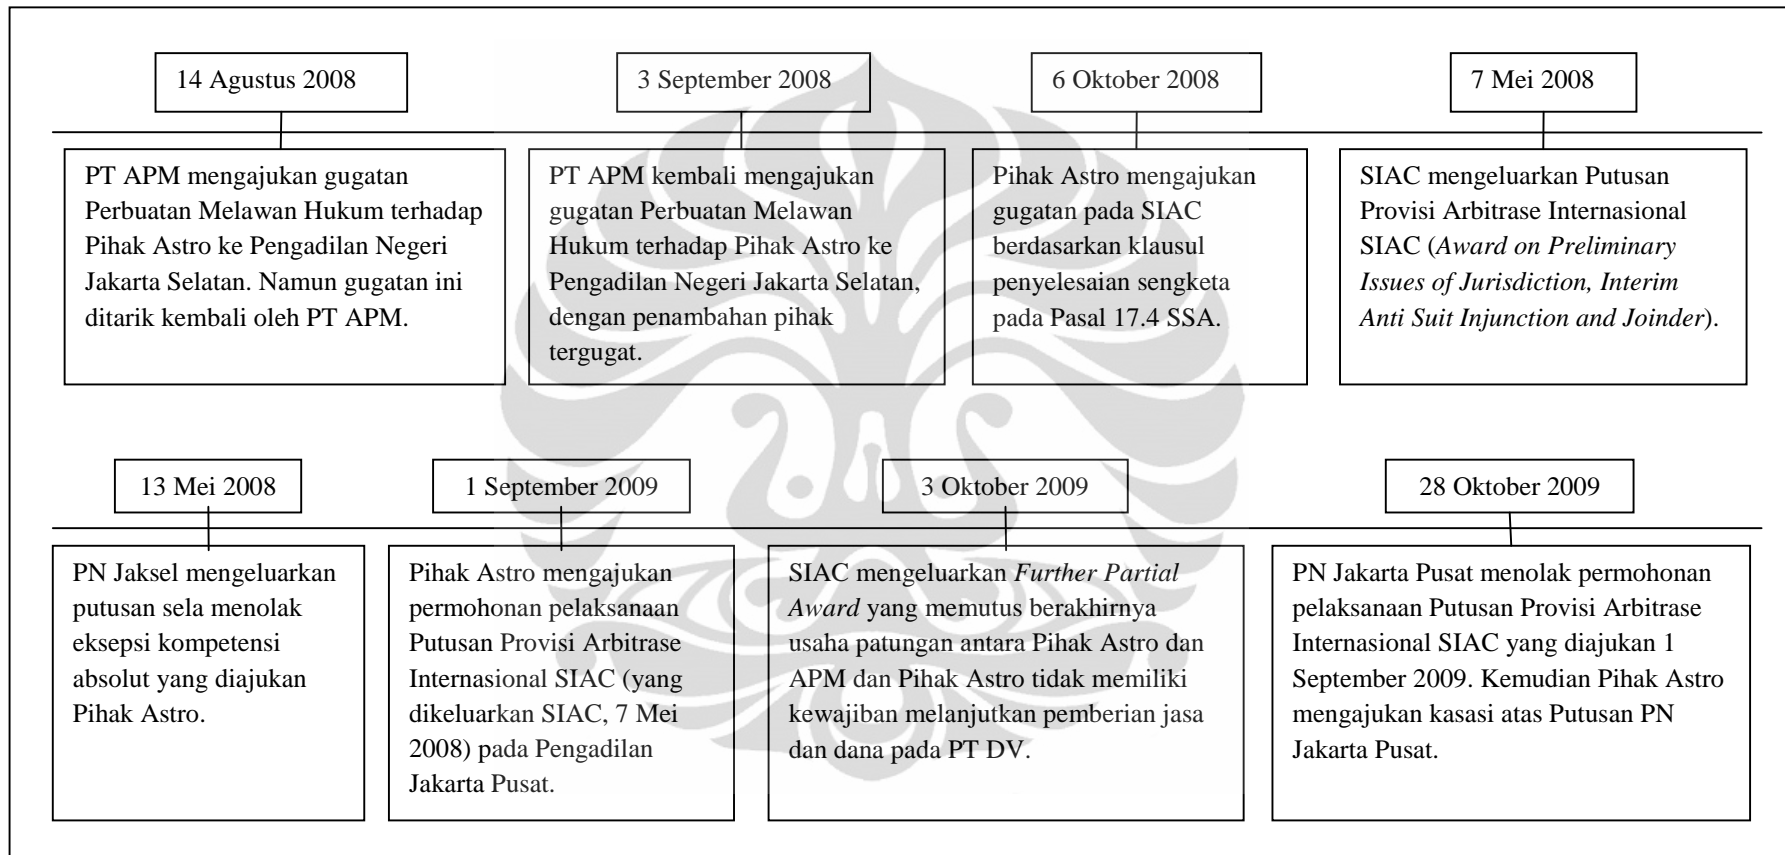 14 Agustus 2008
3 September 2008
6 Oktober 2008
7 Mei 2008
PT APM mengajukan gugatan
Perbuatan Melawan Hukum terhadap
Pihak Astro ke Pengadilan Negeri
Jakarta Selatan. Namun gugatan ini
ditarik kembali oleh PT APM.
PT APM kembali mengajukan
gugatan Perbuatan Melawan
Hukum terhadap Pihak Astro ke
Pengadilan Negeri Jakarta Selatan,
dengan penambahan pihak
tergugat.
Pihak Astro mengajukan
gugatan pada SIAC
berdasarkan klausul
penyelesaian sengketa
pada Pasal 17.4 SSA.
SIAC mengeluarkan Putusan
Provisi Arbitrase Internasional
SIAC (Award on Preliminary
Issues of Jurisdiction, Interim
Anti Suit Injunction and Joinder).
13 Mei 2008
1 September 2009
3 Oktober 2009
28 Oktober 2009
PN Jaksel mengeluarkan
putusan sela menolak
eksepsi kompetensi
absolut yang diajukan
Pihak Astro.
Pihak Astro mengajukan
permohonan pelaksanaan
Putusan Provisi Arbitrase
Internasional SIAC (yang
dikeluarkan SIAC, 7 Mei
2008) pada Pengadilan
Jakarta Pusat.
SIAC mengeluarkan Further Partial
Award yang memutus berakhirnya
usaha patungan antara Pihak Astro dan
APM dan Pihak Astro tidak memiliki
kewajiban melanjutkan pemberian jasa
dan dana pada PT DV.
PN Jakarta Pusat menolak permohonan
pelaksanaan Putusan Provisi Arbitrase
Internasional SIAC yang diajukan 1
September 2009. Kemudian Pihak Astro
mengajukan kasasi atas Putusan PN
Jakarta Pusat.